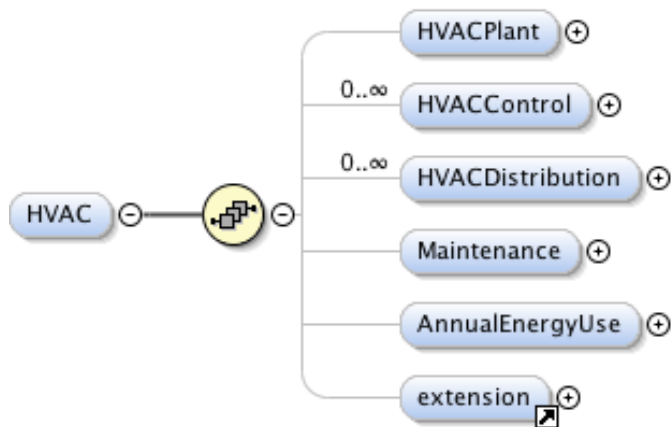 HVACPlant
0..∞
HVACControl
0..∞
HVACDistribution
HVAC
Maintenance
AnnualEnergyUse
extension